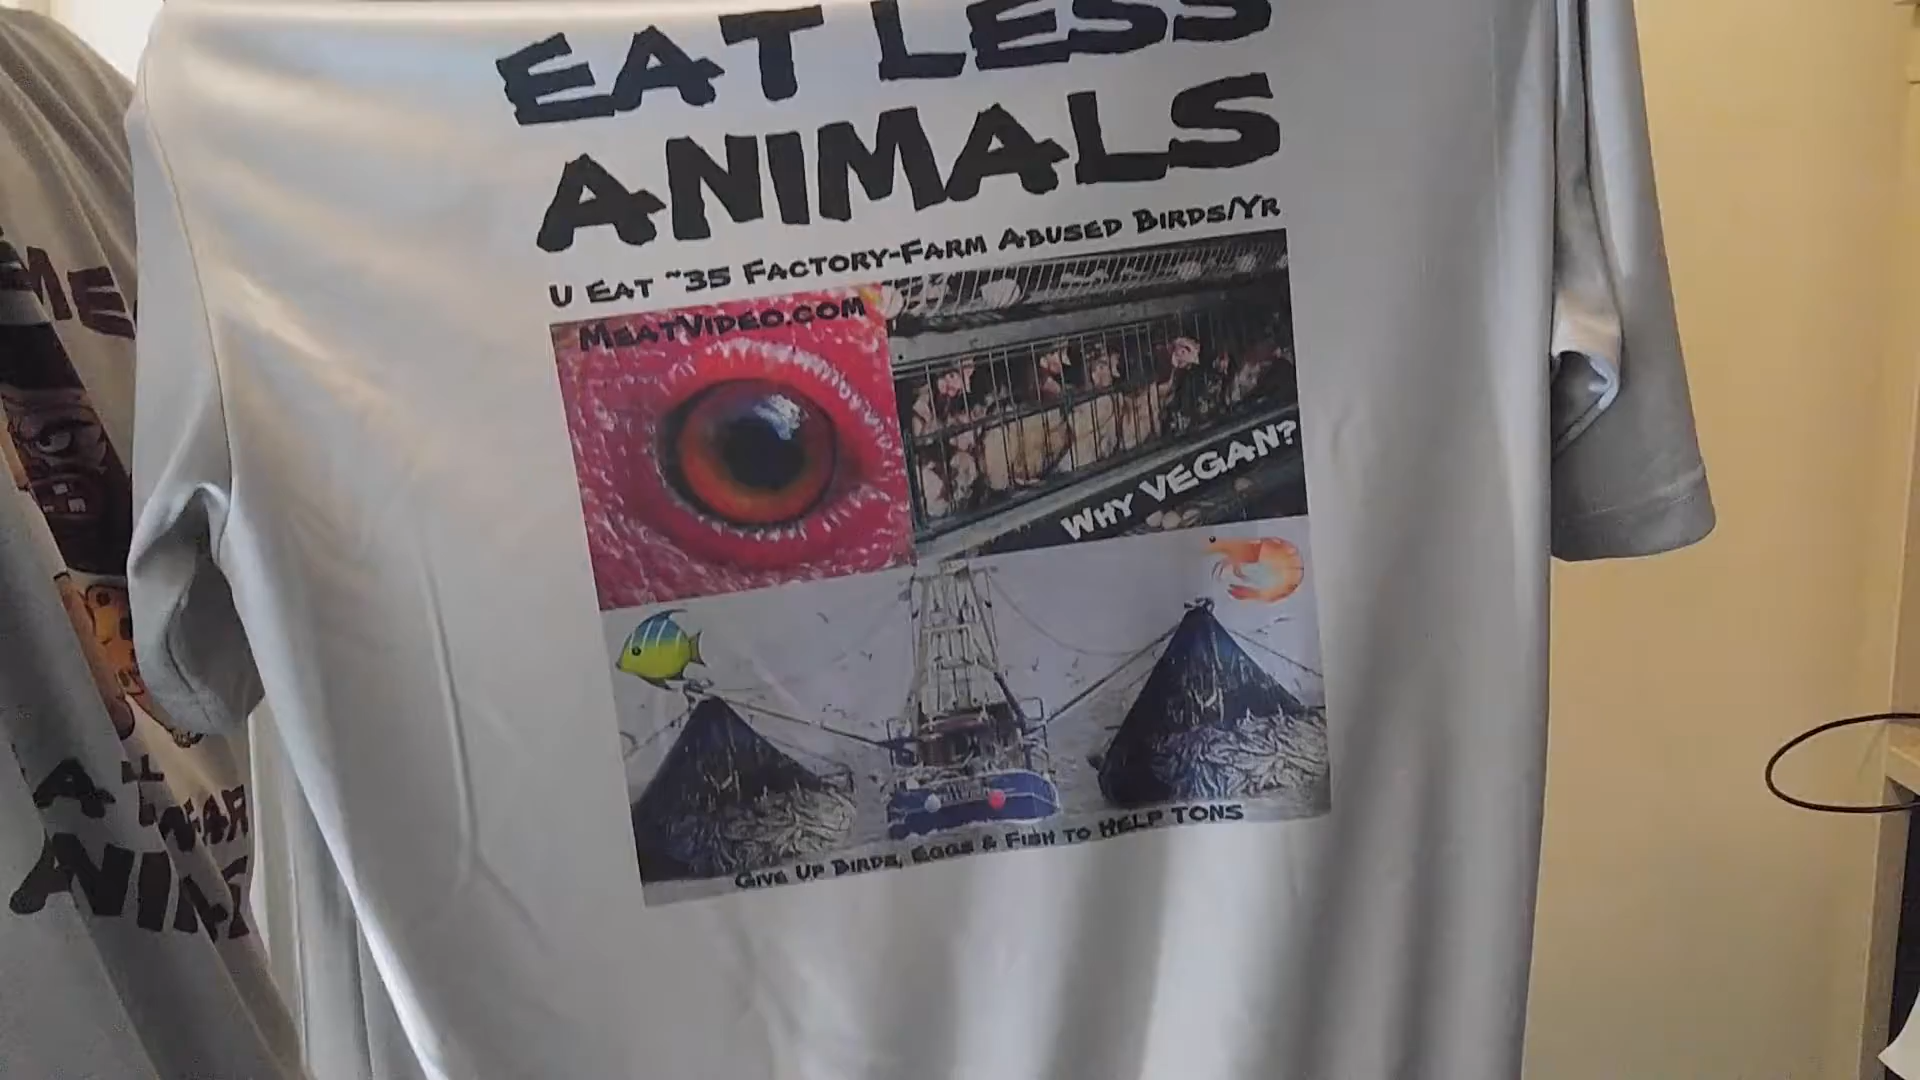 EAT LESS
ANIMALS
U EAT ~35 FACTORY-FARM ABUSED BIRDS/YR
MEATVIDEO.COM
WHY VEGAN?
GIVE UP BIRDS, EGGS & FISH TO HELP TONS